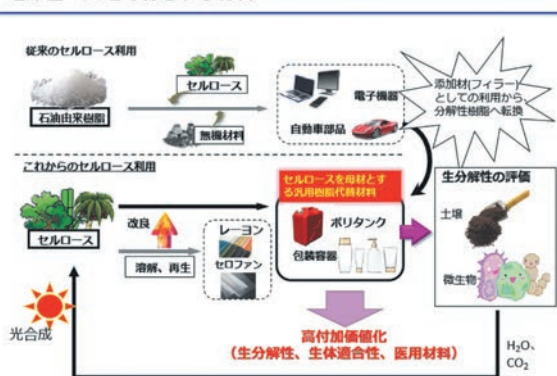 従来のセルロース利用
セルロース
石油由来樹脂
無機材料
電子機器
自動車部品
添加材(フィラー)
としての利用から、
分解性樹脂へ転換
これからのセルロース利用
セルロース
改良
溶解、再生
レーヨン
セロファン
セルロースを母材とす
る汎用樹脂代替材料
ポリタンク
包装容器
生分解性の評価
土壌
微生物
光合成
高付加価値化
(生分解性、生体適合性、医用材料)
H₂O、
CO₂